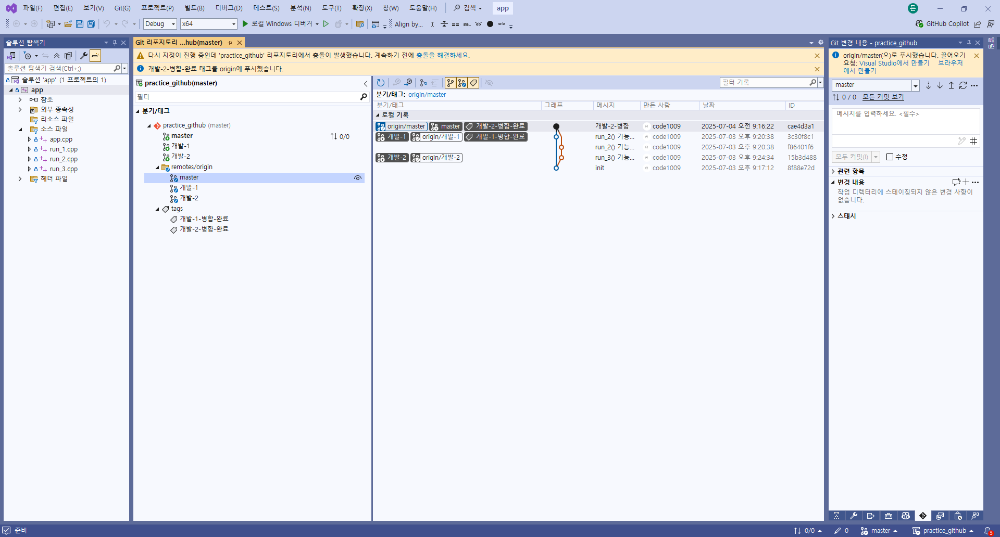 파일(F) 편집(E) 보기(V) Git(G) 프로젝트(P) 빌드(B) 디버그(D) 테스트(S) 분석(N) 도구(T) 확장(X) 창(W) 도움말(H) 검색 app
Debug x64 로컬 Windows 디버거 Align by... GitHub Copilot
솔루션 탐색기
솔루션 탐색기 검색(Ctrl+;)
솔루션 'app' (1 프로젝트의 1)
app
참조
외부 종속성
리소스 파일
소스 파일
app.cpp
run_1.cpp
run_2.cpp
run_3.cpp
헤더 파일
Git 리포지토리 ...hub(master)
다시 지정이 진행 중인데 'practice_github' 리포지토리에서 충돌이 발생했습니다. 계속하기 전에 충돌을 해결하세요.
개발-2-병합-완료 태그를 origin에 푸시했습니다.
practice_github(master)
필터
분기/태그
practice_github (master)
master 0/0
개발-1
개발-2
remotes/origin
master
개발-1
개발-2
tags
개발-1-병합-완료
개발-2-병합-완료
필터 기록
분기/태그: origin/master
분기/태그 그래프 메시지 만든 사람 날짜 ID
로컬 기록
origin/master master 개발-2-병합-완료 개발-2-병합 code1009 2025-07-04 오전 9:16:22 cae4d3a1
개발-1 origin/개발-1 개발-1-병합-완료 run_2() 기능... code1009 2025-07-03 오후 9:20:38 3c30f8c1
run_2() 기능... code1009 2025-07-03 오후 9:20:38 f86401f6
개발-2 origin/개발-2 run_3() 기능... code1009 2025-07-03 오후 9:24:34 15b3d488
init code1009 2025-07-03 오후 9:17:12 8f88e72d
Git 변경 내용 - practice_github
origin/master(으)로 푸시했습니다. 끌어오기
요청: Visual Studio에서 만들기 브라우저
에서 만들기
master
0 / 0 모든 커밋 보기
메시지를 입력하세요. <필수>
모두 커밋(I) 수정
관련 항목
변경 내용
작업 디렉터리에 스테이징되지 않은 변경 사항이
없습니다.
스태시
알림
준비 0/0 0 master practice_github 3